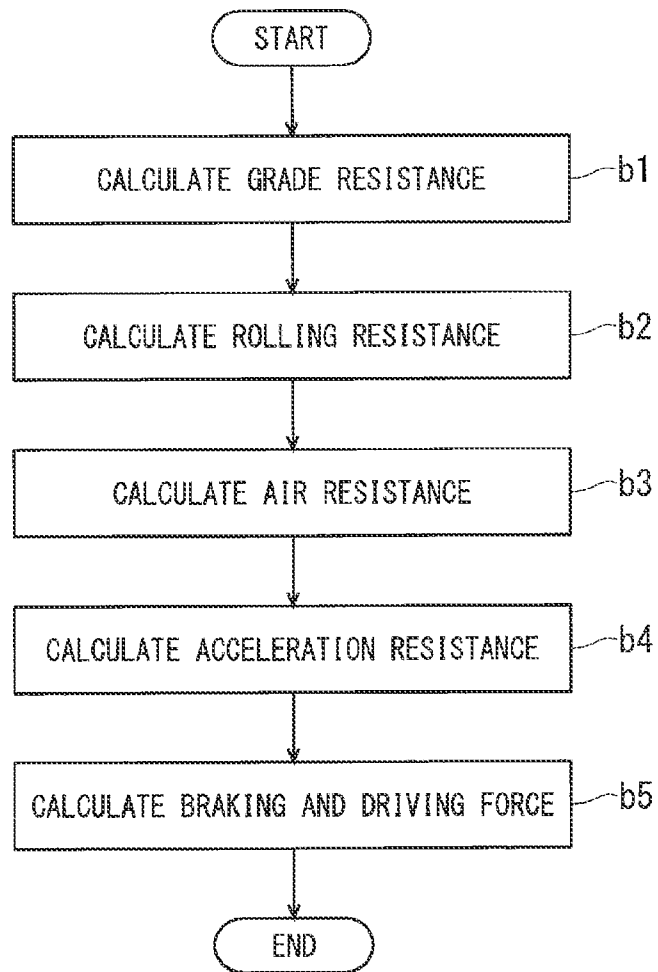 START
CALCULATE GRADE RESISTANCE
b1
CALCULATE ROLLING RESISTANCE
b2
CALCULATE AIR RESISTANCE
b3
CALCULATE ACCELERATION RESISTANCE
b4
CALCULATE BRAKING AND DRIVING FORCE
b5
END